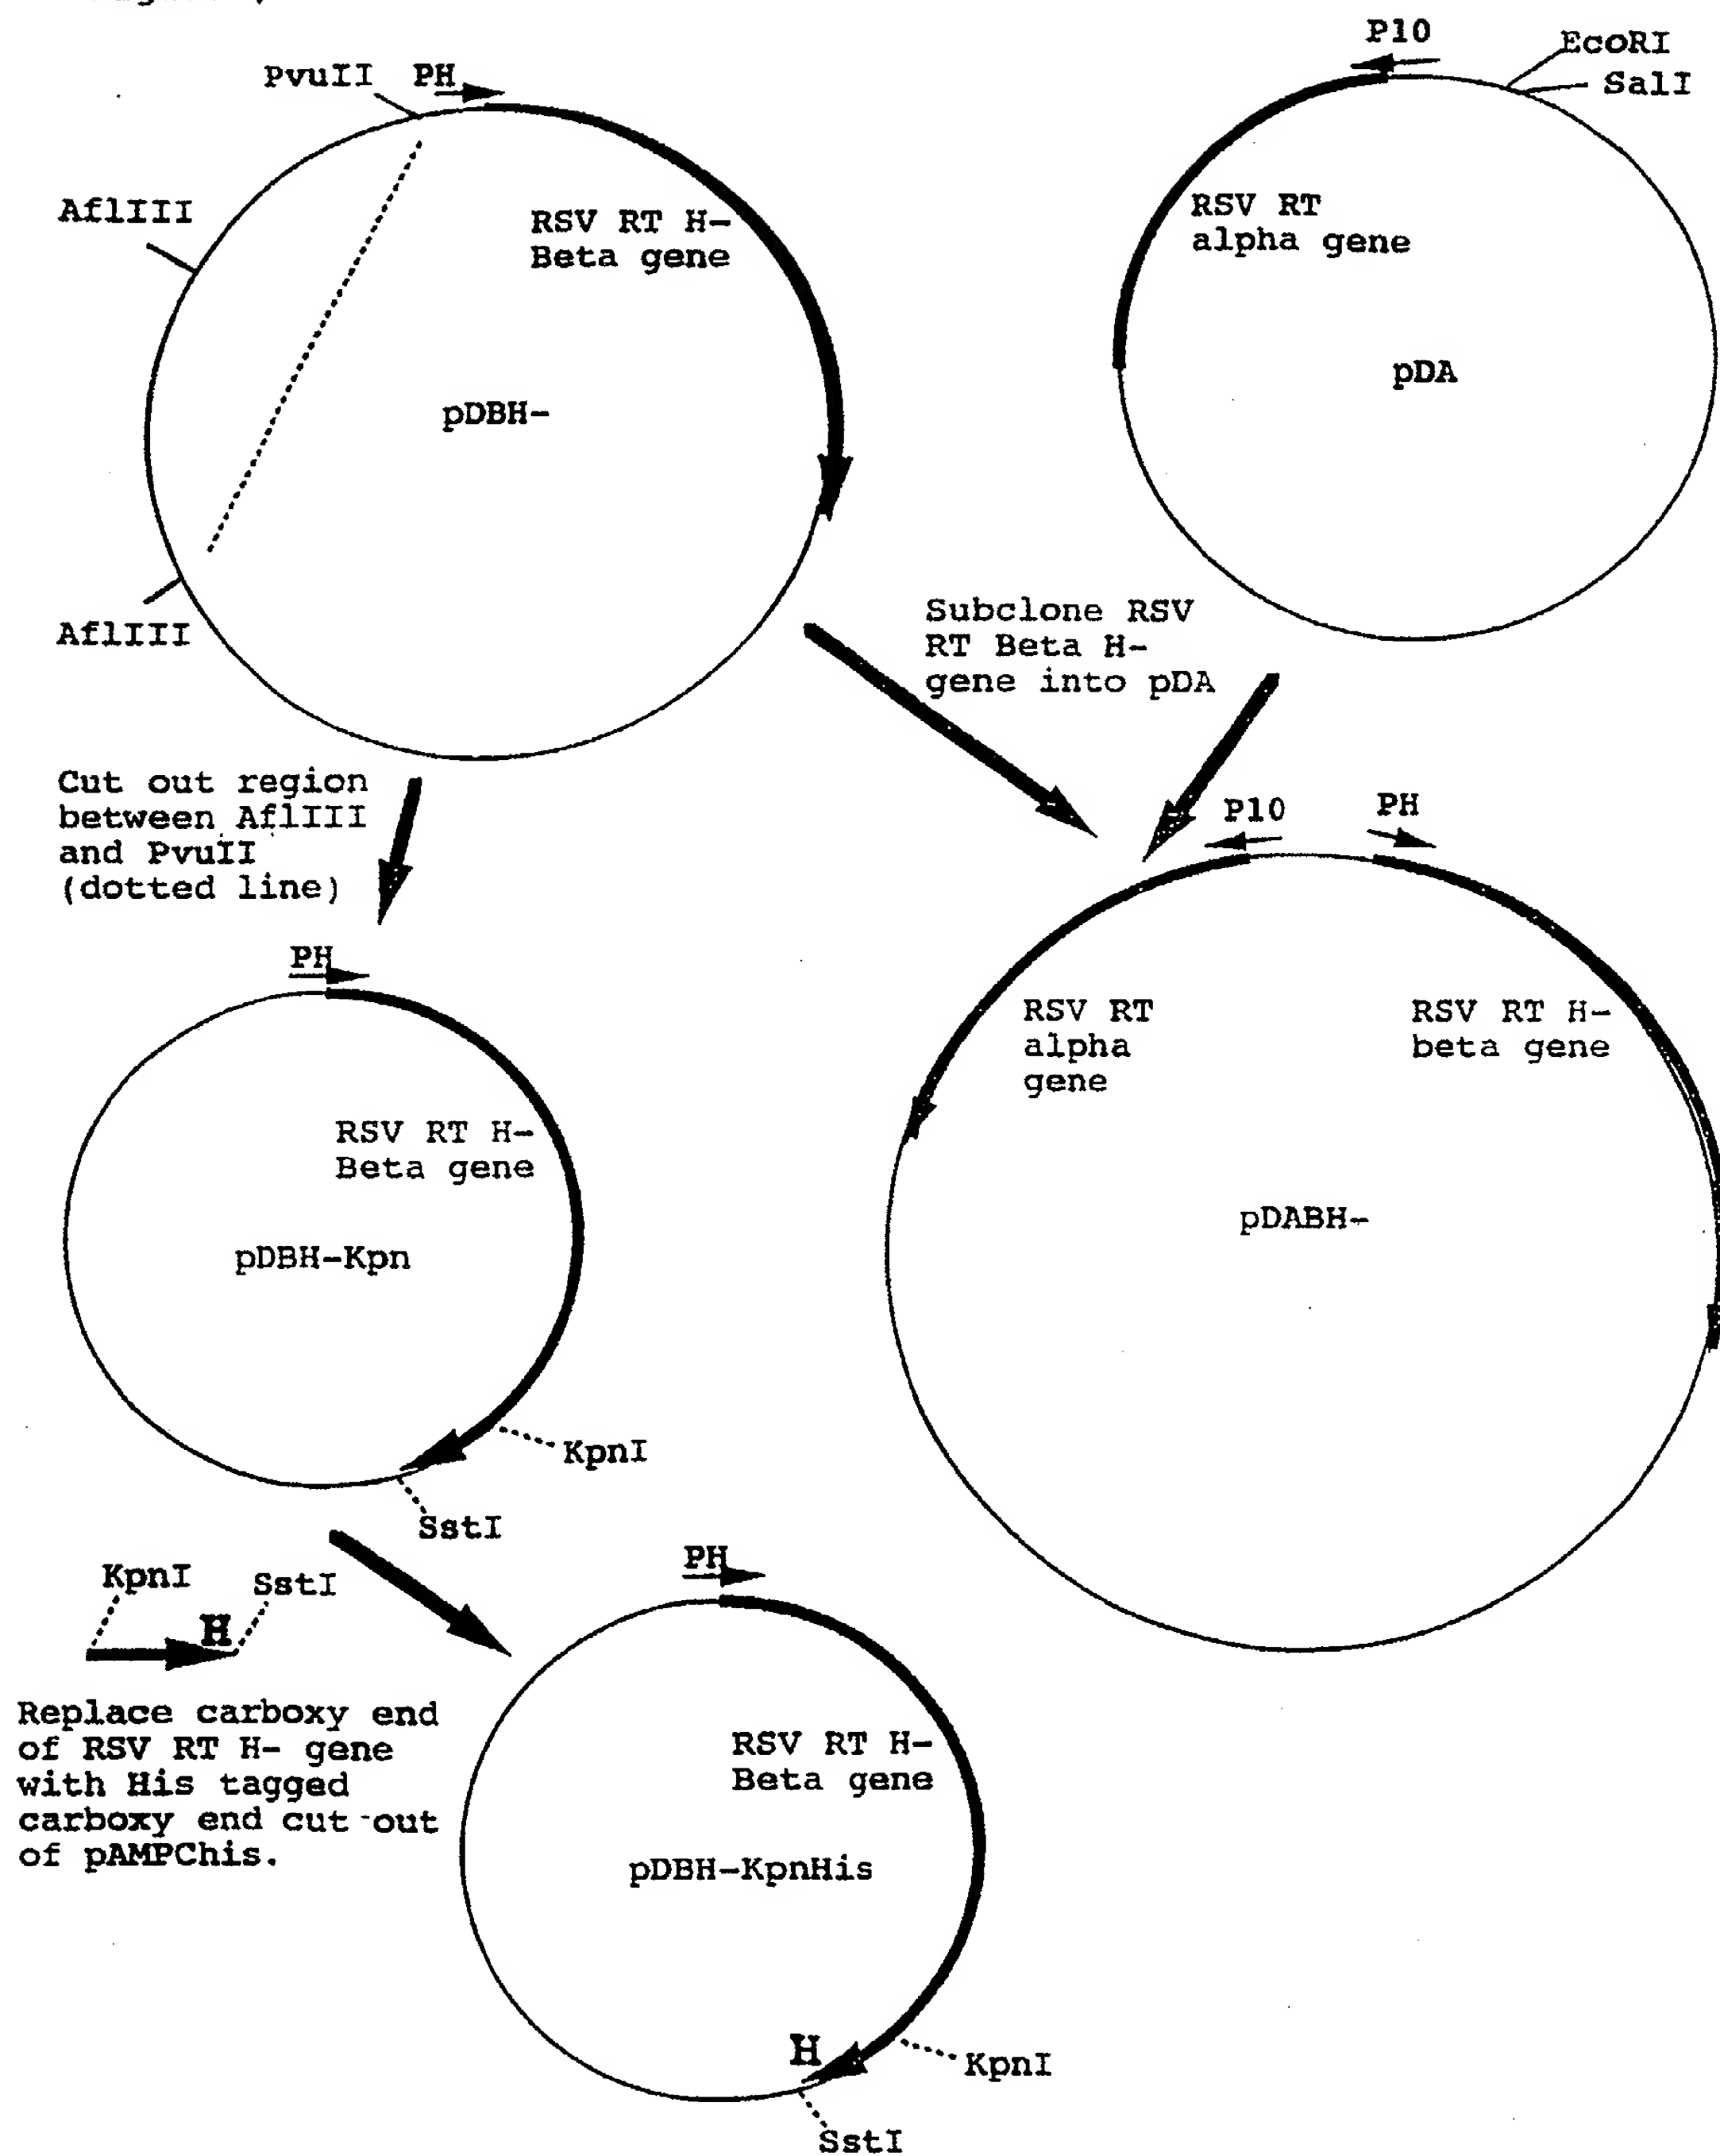 P10
EcoRI
SalI
PvuII
PH
AflIII
RSV RT H-
Beta gene
RSV RT
alpha gene
pDBH-
pDA
AflIII
Subclone RSV
RT Beta H-
gene into pDA
Cut out region
between AflIII
and PvuII
(dotted line)
P10
PH
PH
RSV RT
alpha
gene
RSV RT H-
beta gene
RSV RT H-
Beta gene
pDABH-
pDBH-Kpn
KpnI
SstI
KpnI
SstI
H
PH
Replace carboxy end
of RSV RT H- gene
with His tagged
carboxy end cut out
of pAMPChis.
RSV RT H-
Beta gene
pDBH-KpnHis
H
KpnI
SstI